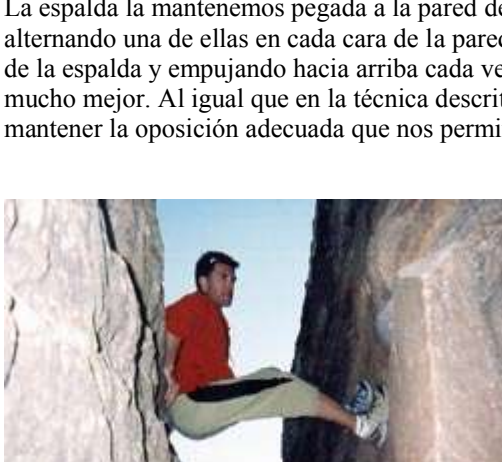 La espalda la mantenemos pegada a la pared de
alternando una de ellas en cada cara de la pared
de la espalda y empujando hacia arriba cada ve
mucho mejor. Al igual que en la técnica descrit
mantener la oposición adecuada que nos permi